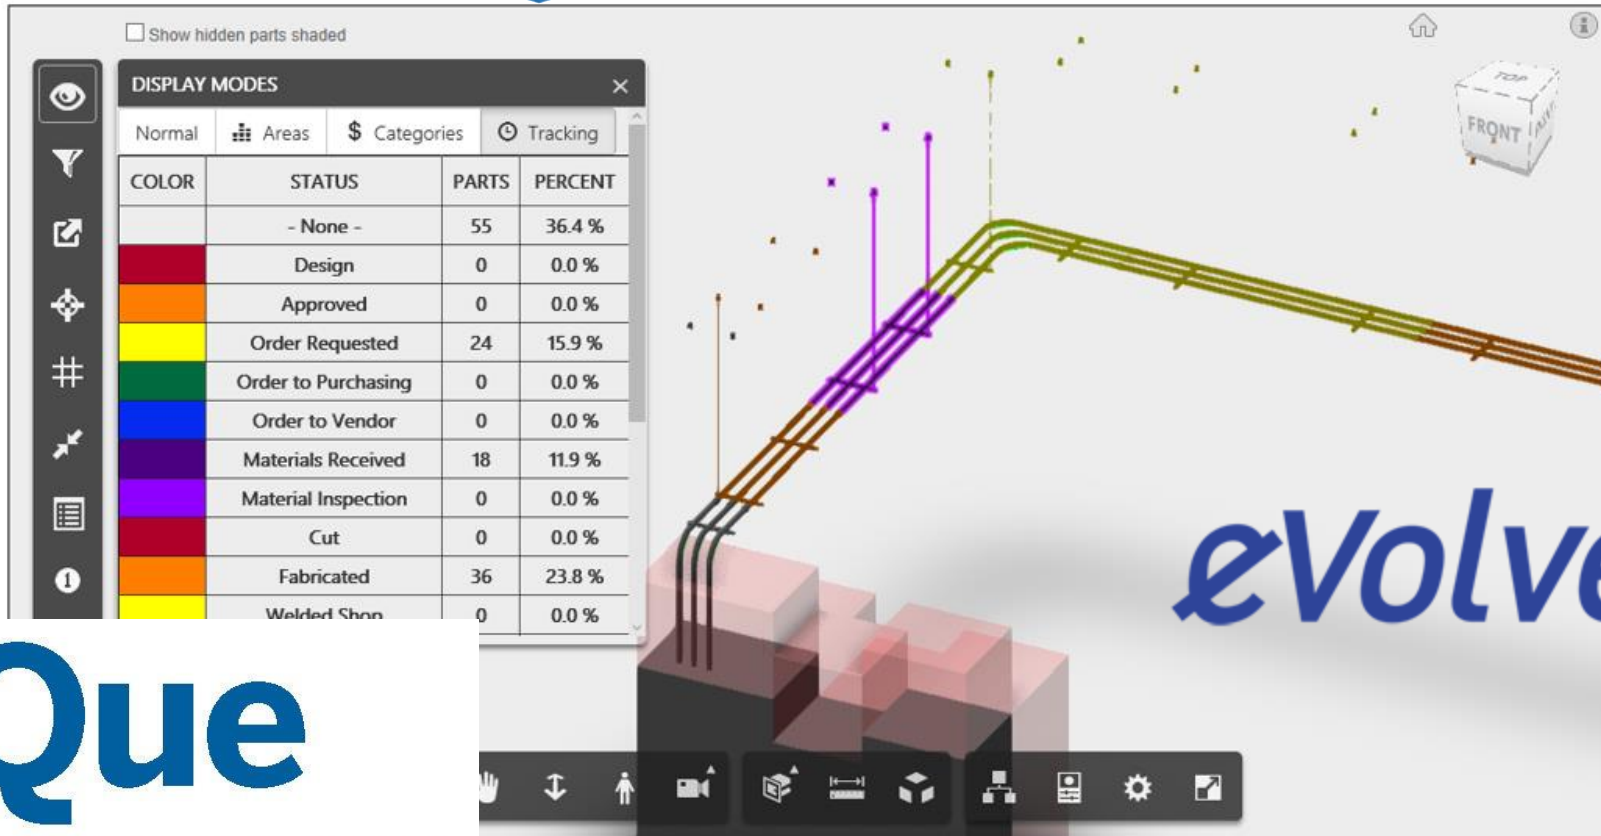 Show hidden parts shaded
DISPLAY MODES
Normal Areas $ Categories Tracking
COLOR STATUS PARTS PERCENT
- None - 55 36.4 %
Design 0 0.0 %
Approved 0 0.0 %
Order Requested 24 15.9 %
Order to Purchasing 0 0.0 %
Order to Vendor 0 0.0 %
Materials Received 18 11.9 %
Material Inspection 0 0.0 %
Cut 0 0.0 %
Fabricated 36 23.8 %
Welded Shop 0 0.0 %
TOP
FRONT
eVolve
Que